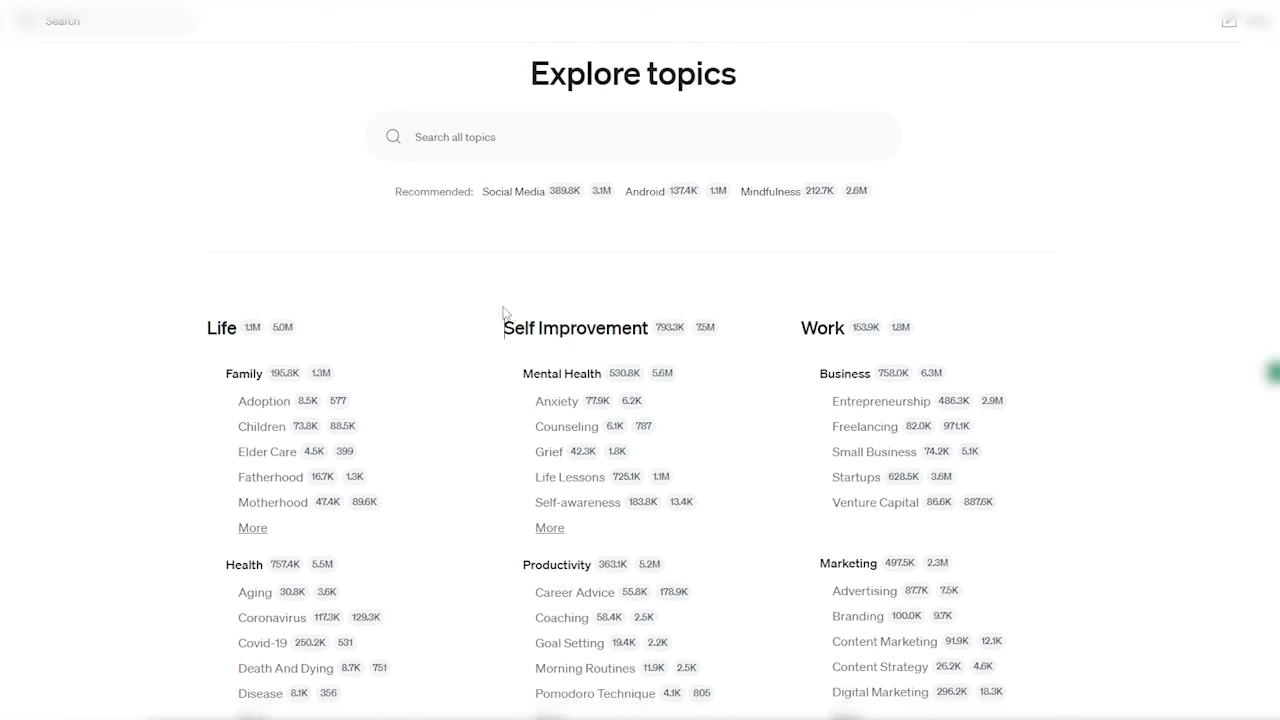 Search
Explore topics
Search all topics
Recommended: Social Media 389.8K 3.1M Android 137.4K 1.1M Mindfulness 212.7K 2.6M
Life 1.1M 5.0M
Family 195.8K 1.3M
Adoption 8.5K 577
Children 73.8K 88.5K
Elder Care 4.5K 399
Fatherhood 16.7K 1.3K
Motherhood 47.4K 89.6K
More
Health 757.4K 5.5M
Aging 30.8K 3.6K
Coronavirus 117.3K 129.3K
Covid-19 250.2K 531
Death And Dying 8.7K 751
Disease 8.1K 356
Self Improvement 793.3K 7.5M
Mental Health 530.8K 5.6M
Anxiety 77.9K 6.2K
Counseling 6.1K 787
Grief 42.3K 1.8K
Life Lessons 725.1K 1.1M
Self-awareness 183.8K 13.4K
More
Productivity 363.1K 5.2M
Career Advice 55.8K 178.9K
Coaching 58.4K 2.5K
Goal Setting 19.4K 2.2K
Morning Routines 11.9K 2.5K
Pomodoro Technique 4.1K 805
Work 153.9K 1.8M
Business 758.0K 6.3M
Entrepreneurship 486.3K 2.9M
Freelancing 82.0K 971.1K
Small Business 74.2K 5.1K
Startups 628.5K 3.6M
Venture Capital 86.6K 887.6K
Marketing 497.5K 2.3M
Advertising 87.7K 7.5K
Branding 100.0K 9.7K
Content Marketing 91.9K 12.1K
Content Strategy 26.2K 4.6K
Digital Marketing 296.2K 18.3K